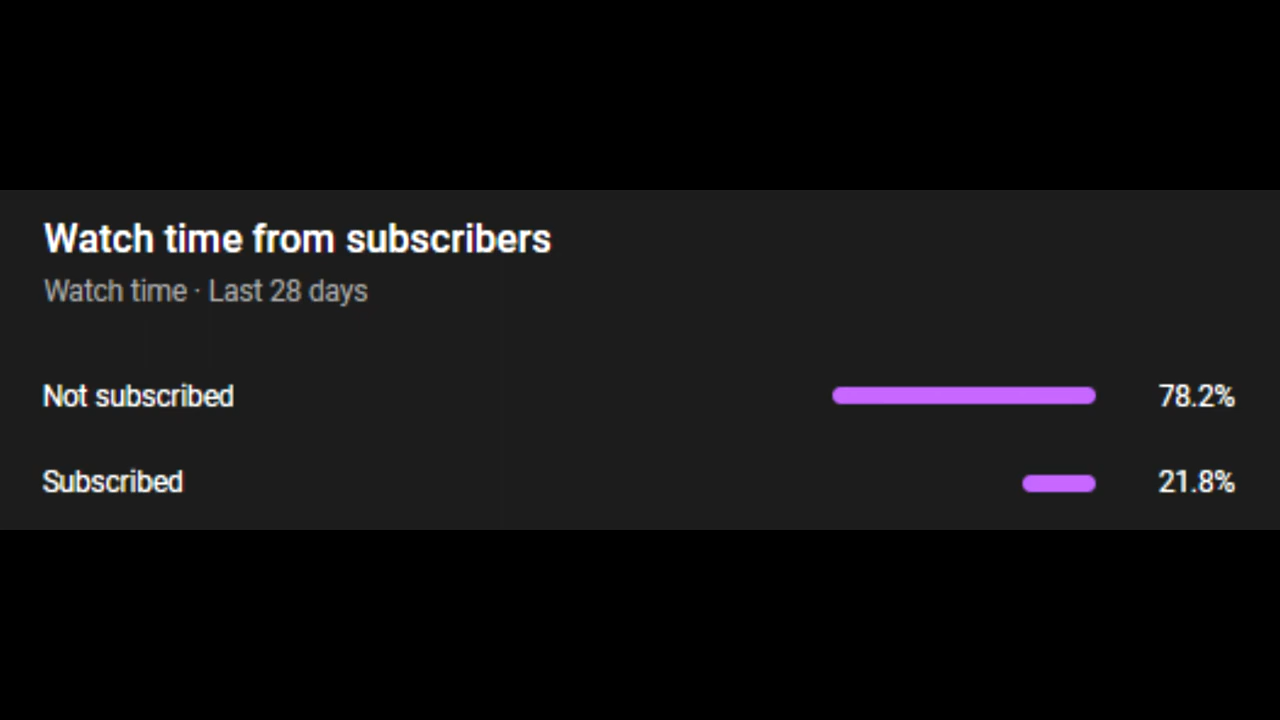 Watch time from subscribers
Watch time · Last 28 days
Not subscribed 78.2%
Subscribed 21.8%